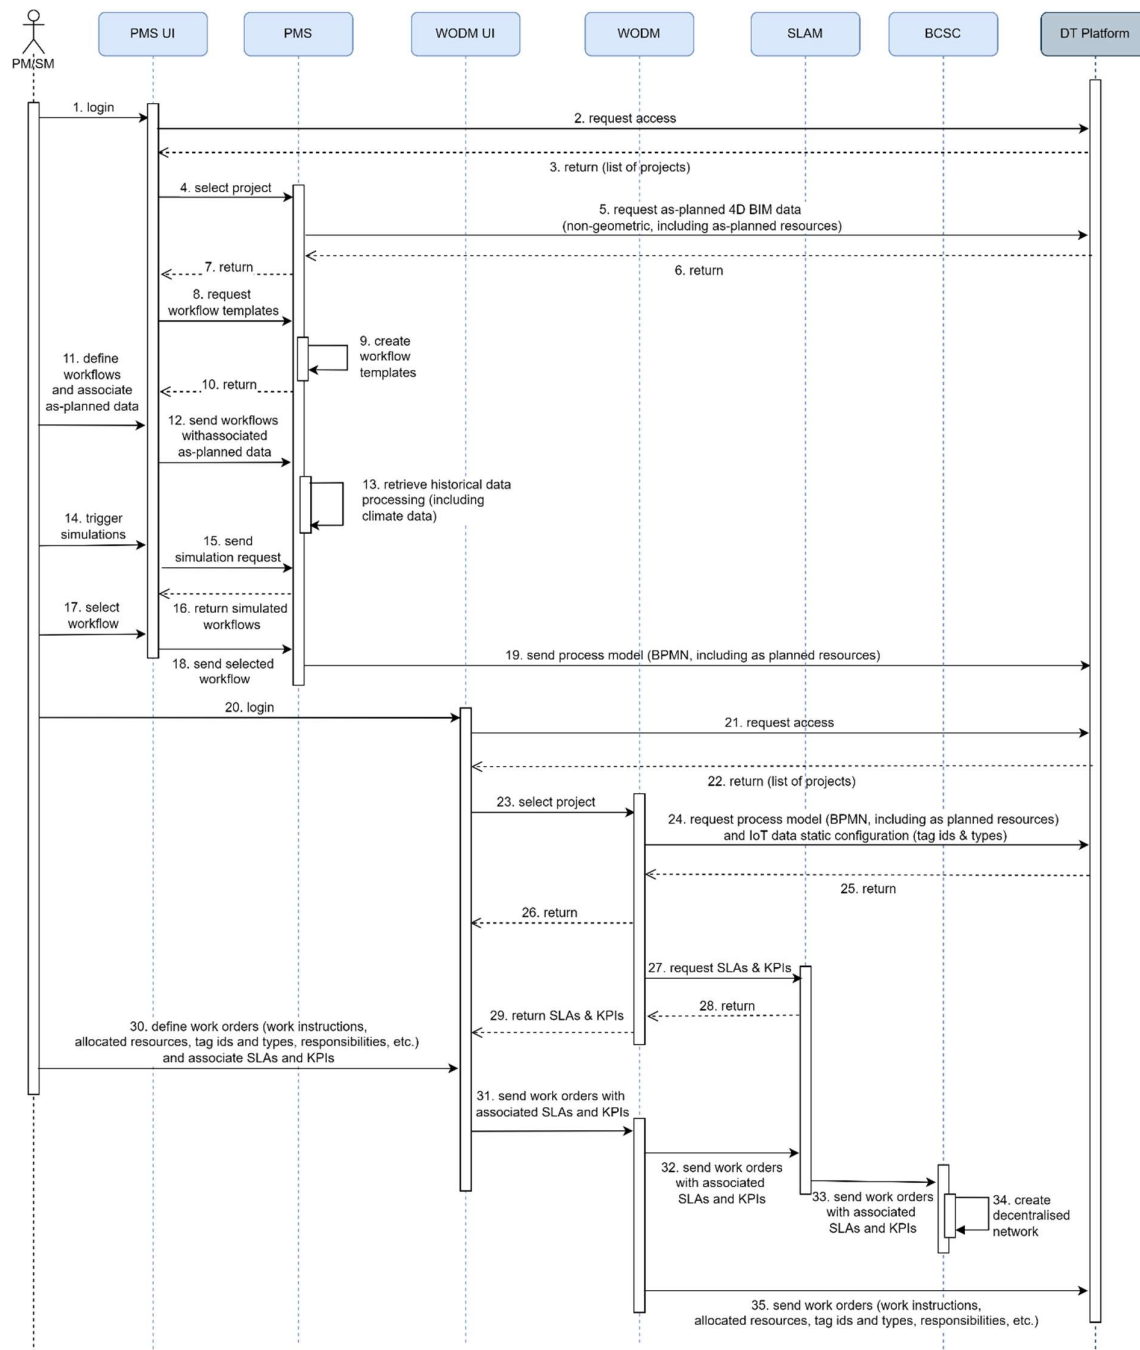 PMS UI
PMS
WODM UI
WODM
SLAM
BCSC
DT Platform
PM/SM
1. login
2. request access
3. return (list of projects)
4. select project
5. request as-planned 4D BIM data
(non-geometric, including as-planned resources)
6. return
7. return
8. request
workflow templates
9. create
workflow
templates
10. return
11. define
workflows
and associate
as-planned data
12. send workflows
withassociated
as-planned data
13. retrieve historical data
processing (including
climate data)
14. trigger
simulations
15. send
simulation request
16. return simulated
workflows
17. select
workflow
18. send selected
workflow
19. send process model (BPMN, including as planned resources)
20. login
21. request access
22. return (list of projects)
23. select project
24. request process model (BPMN, including as planned resources)
and IoT data static configuration (tag ids & types)
25. return
26. return
27. request SLAs & KPIs
28. return
29. return SLAs & KPIs
30. define work orders (work instructions,
allocated resources, tag ids and types, responsibilities, etc.)
and associate SLAs and KPIs
31. send work orders with
associated SLAs and KPIs
32. send work orders
with associated
SLAs and KPIs
33. send work orders
with associated
SLAs and KPIs
34. create
decentralised
network
35. send work orders (work instructions,
allocated resources, tag ids and types, responsibilities, etc.)